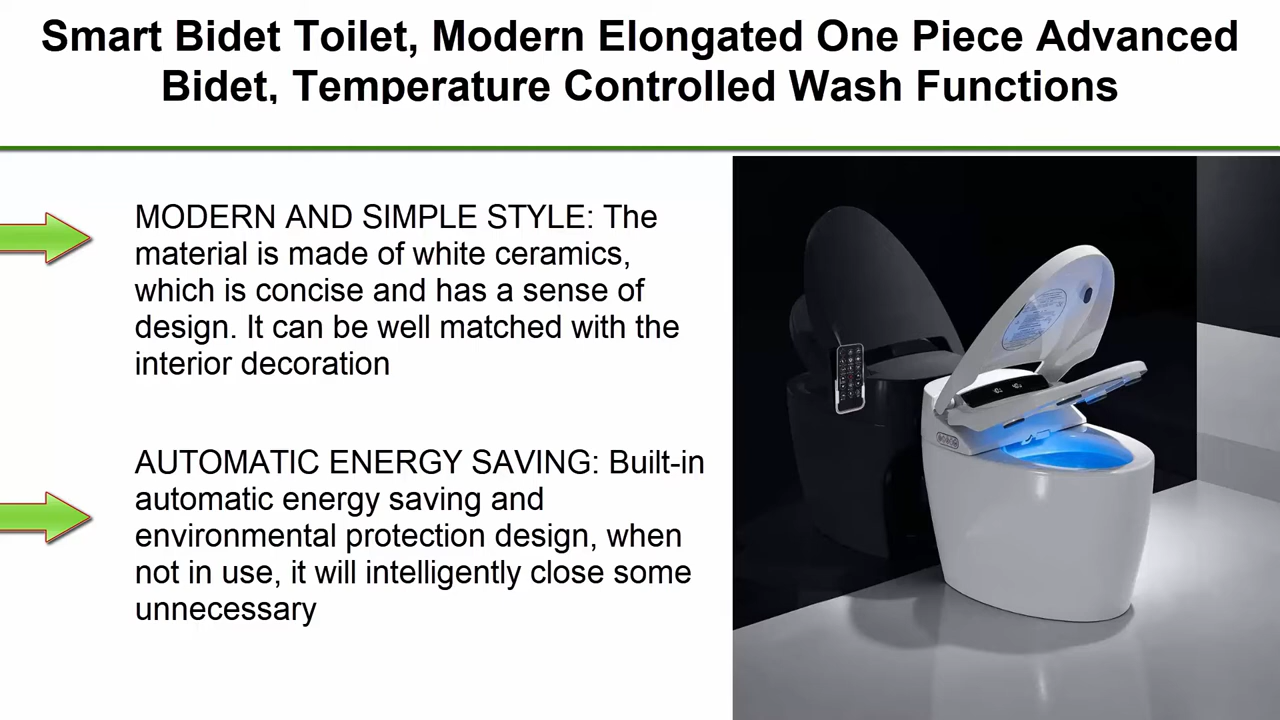 Smart Bidet Toilet, Modern Elongated One Piece Advanced
Bidet, Temperature Controlled Wash Functions
MODERN AND SIMPLE STYLE: The
material is made of white ceramics,
which is concise and has a sense of
design. It can be well matched with the
interior decoration
AUTOMATIC ENERGY SAVING: Built-in
automatic energy saving and
environmental protection design, when
not in use, it will intelligently close some
unnecessary